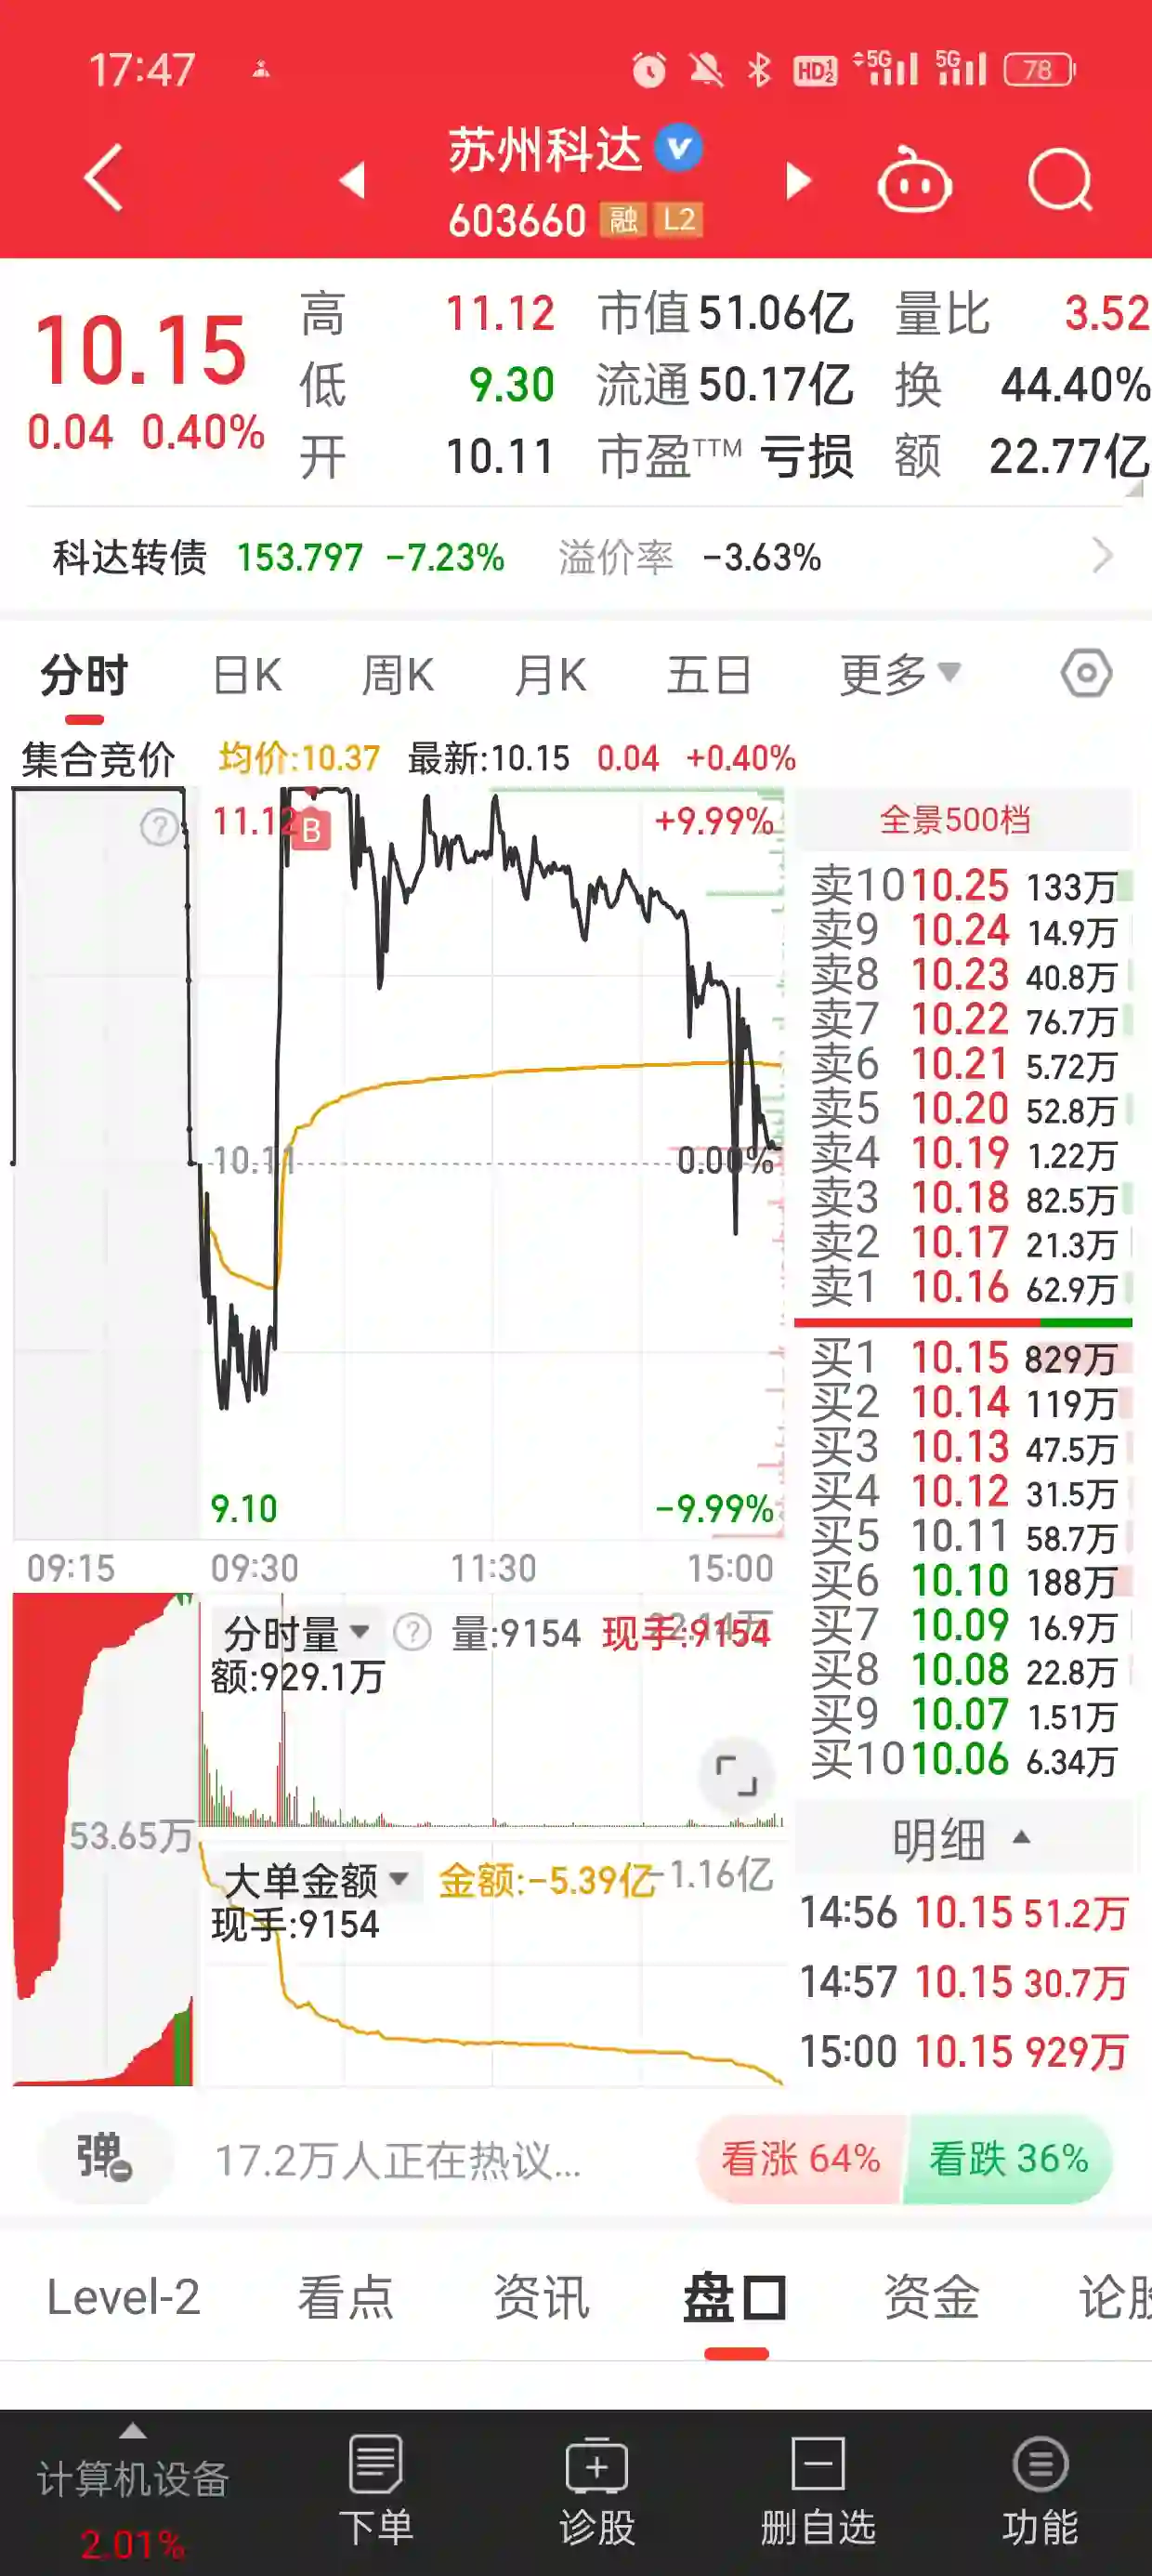 17:47 HD 5G 5G 78
苏州科达
603660 融 L2
10.15
0.04 0.40%
高 11.12 市值 51.06亿 量比 3.52
低 9.30 流通 50.17亿 换 44.40%
开 10.11 市盈TTM 亏损 额 22.77亿
科达转债 153.797 -7.23% 溢价率 -3.63%
分时 日K 周K 月K 五日 更多
集合竞价 均价:10.37 最新:10.15 0.04 +0.40%
11.12 B +9.99%
10.11 0.00%
9.10 -9.99%
09:15 09:30 11:30 15:00
全景500档
卖10 10.25 133万
卖9 10.24 14.9万
卖8 10.23 40.8万
卖7 10.22 76.7万
卖6 10.21 5.72万
卖5 10.20 52.8万
卖4 10.19 1.22万
卖3 10.18 82.5万
卖2 10.17 21.3万
卖1 10.16 62.9万
买1 10.15 829万
买2 10.14 119万
买3 10.13 47.5万
买4 10.12 31.5万
买5 10.11 58.7万
买6 10.10 188万
买7 10.09 16.9万
买8 10.08 22.8万
买9 10.07 1.51万
买10 10.06 6.34万
分时量 ? 量:9154 现手:9154
额:929.1万
53.65万
大单金额 金额:-5.39亿 -1.16亿
现手:9154
明细
14:56 10.15 51.2万
14:57 10.15 30.7万
15:00 10.15 929万
弹 17.2万人正在热议... 看涨 64% 看跌 36%
Level-2 看点 资讯 盘口 资金 论股
计算机设备
2.01%
下单 诊股 删自选 功能